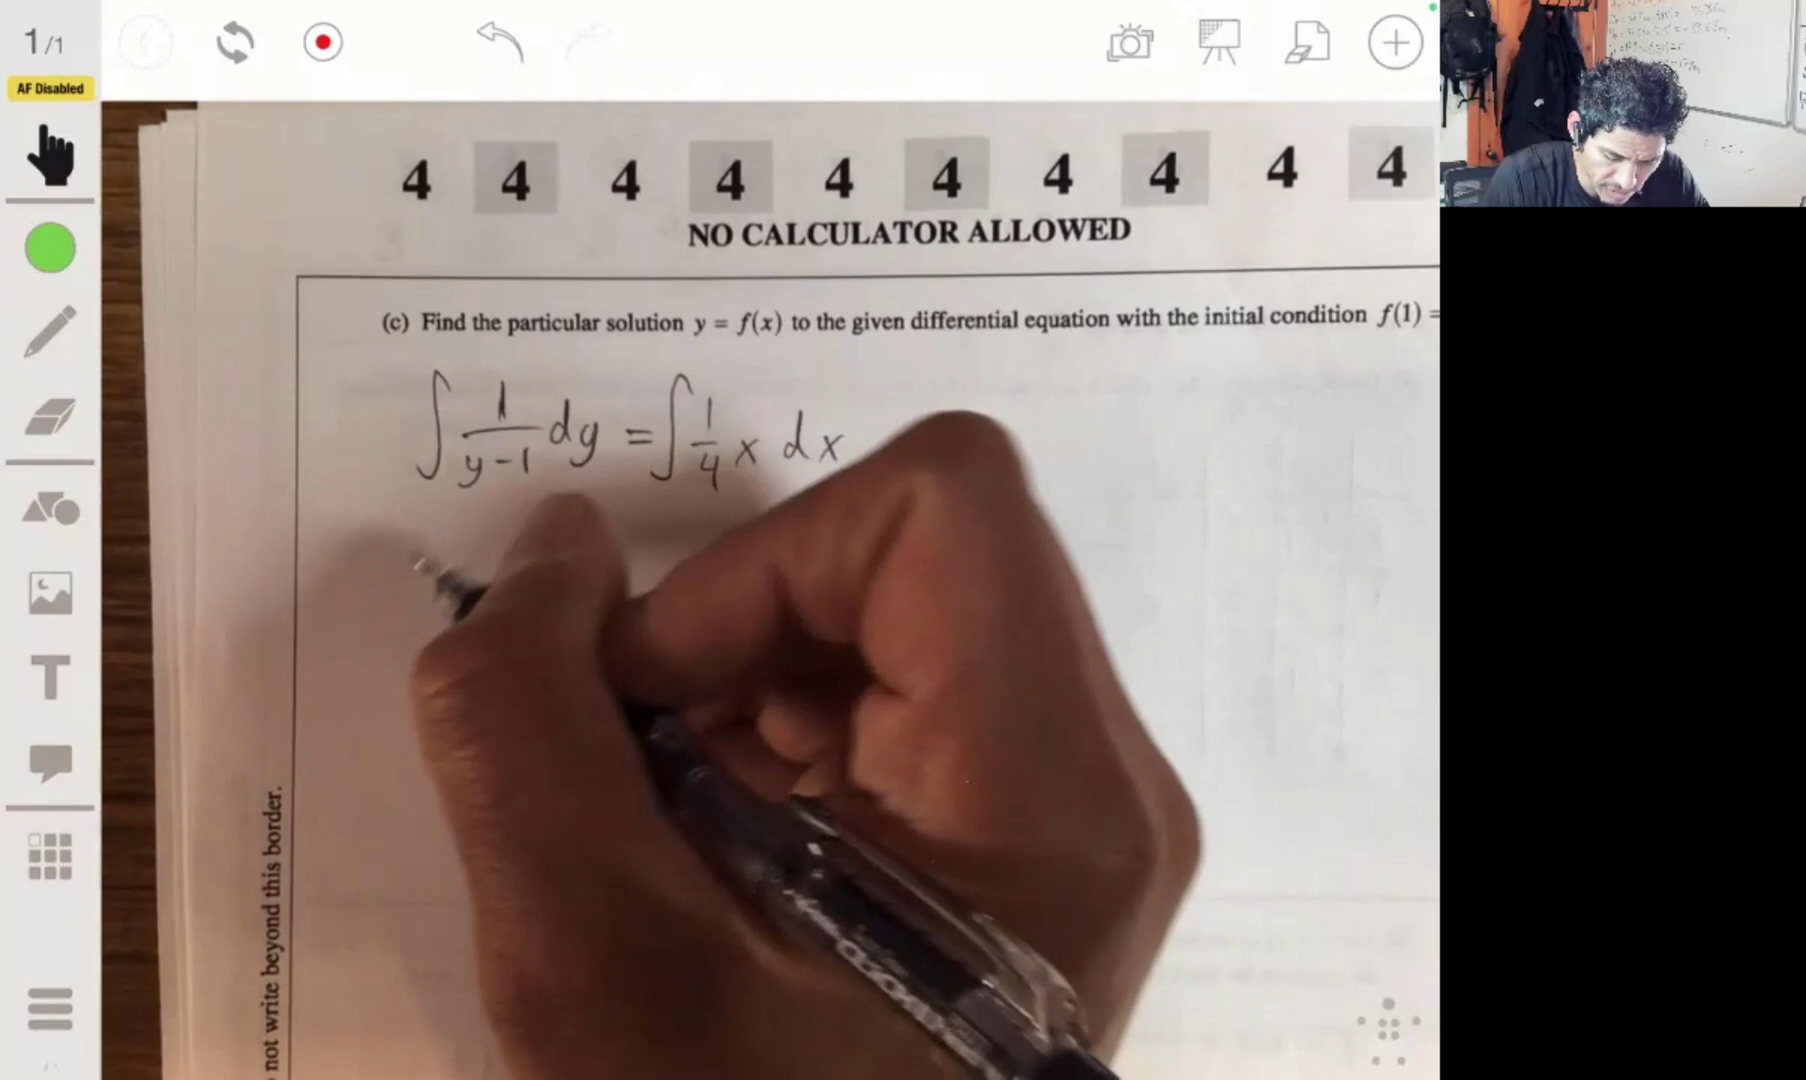 1/1
AF Disabled
4 4 4 4 4 4 4 4 4 4
NO CALCULATOR ALLOWED
(c) Find the particular solution y = f(x) to the given differential equation with the initial condition f(1) =
∫ 1/(y-1) dy = ∫ 1/4 x dx
not write beyond this border.
T